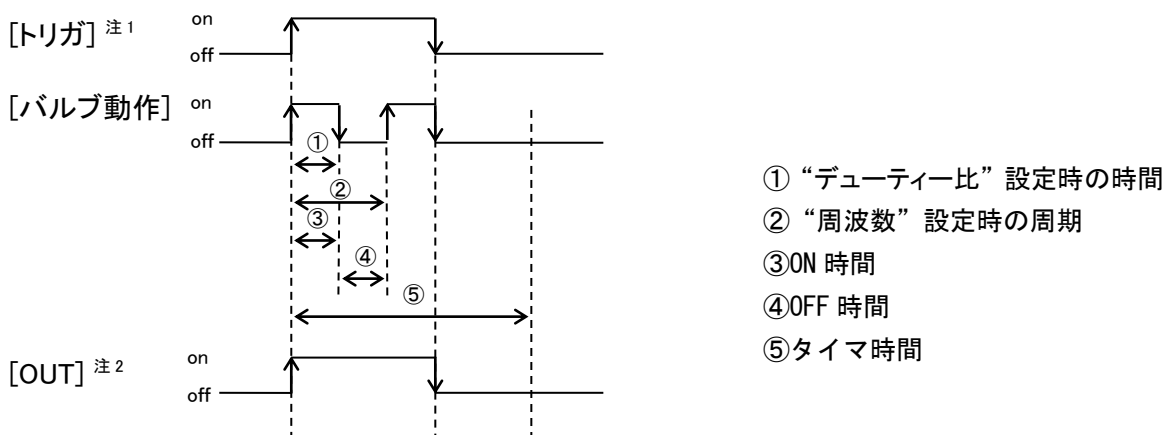 [トリガ] 注1
on
off
[バルブ動作]
on
off
①
②
③
④
⑤
[OUT] 注2
on
off
① “デューティー比” 設定時の時間
② “周波数” 設定時の周期
③ON 時間
④OFF 時間
⑤タイマ時間